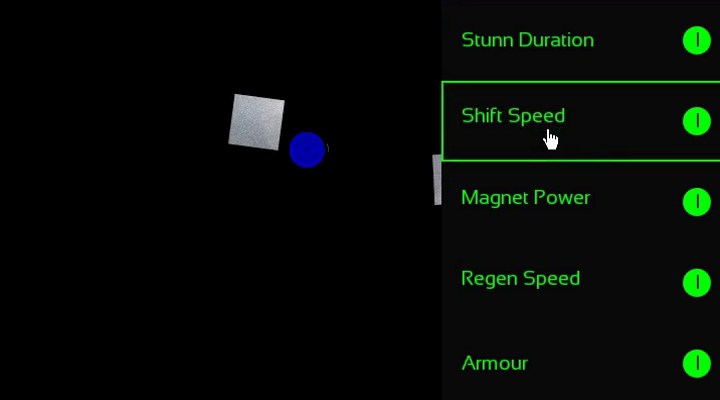 Stunn Duration
Shift Speed
Magnet Power
Regen Speed
Armour